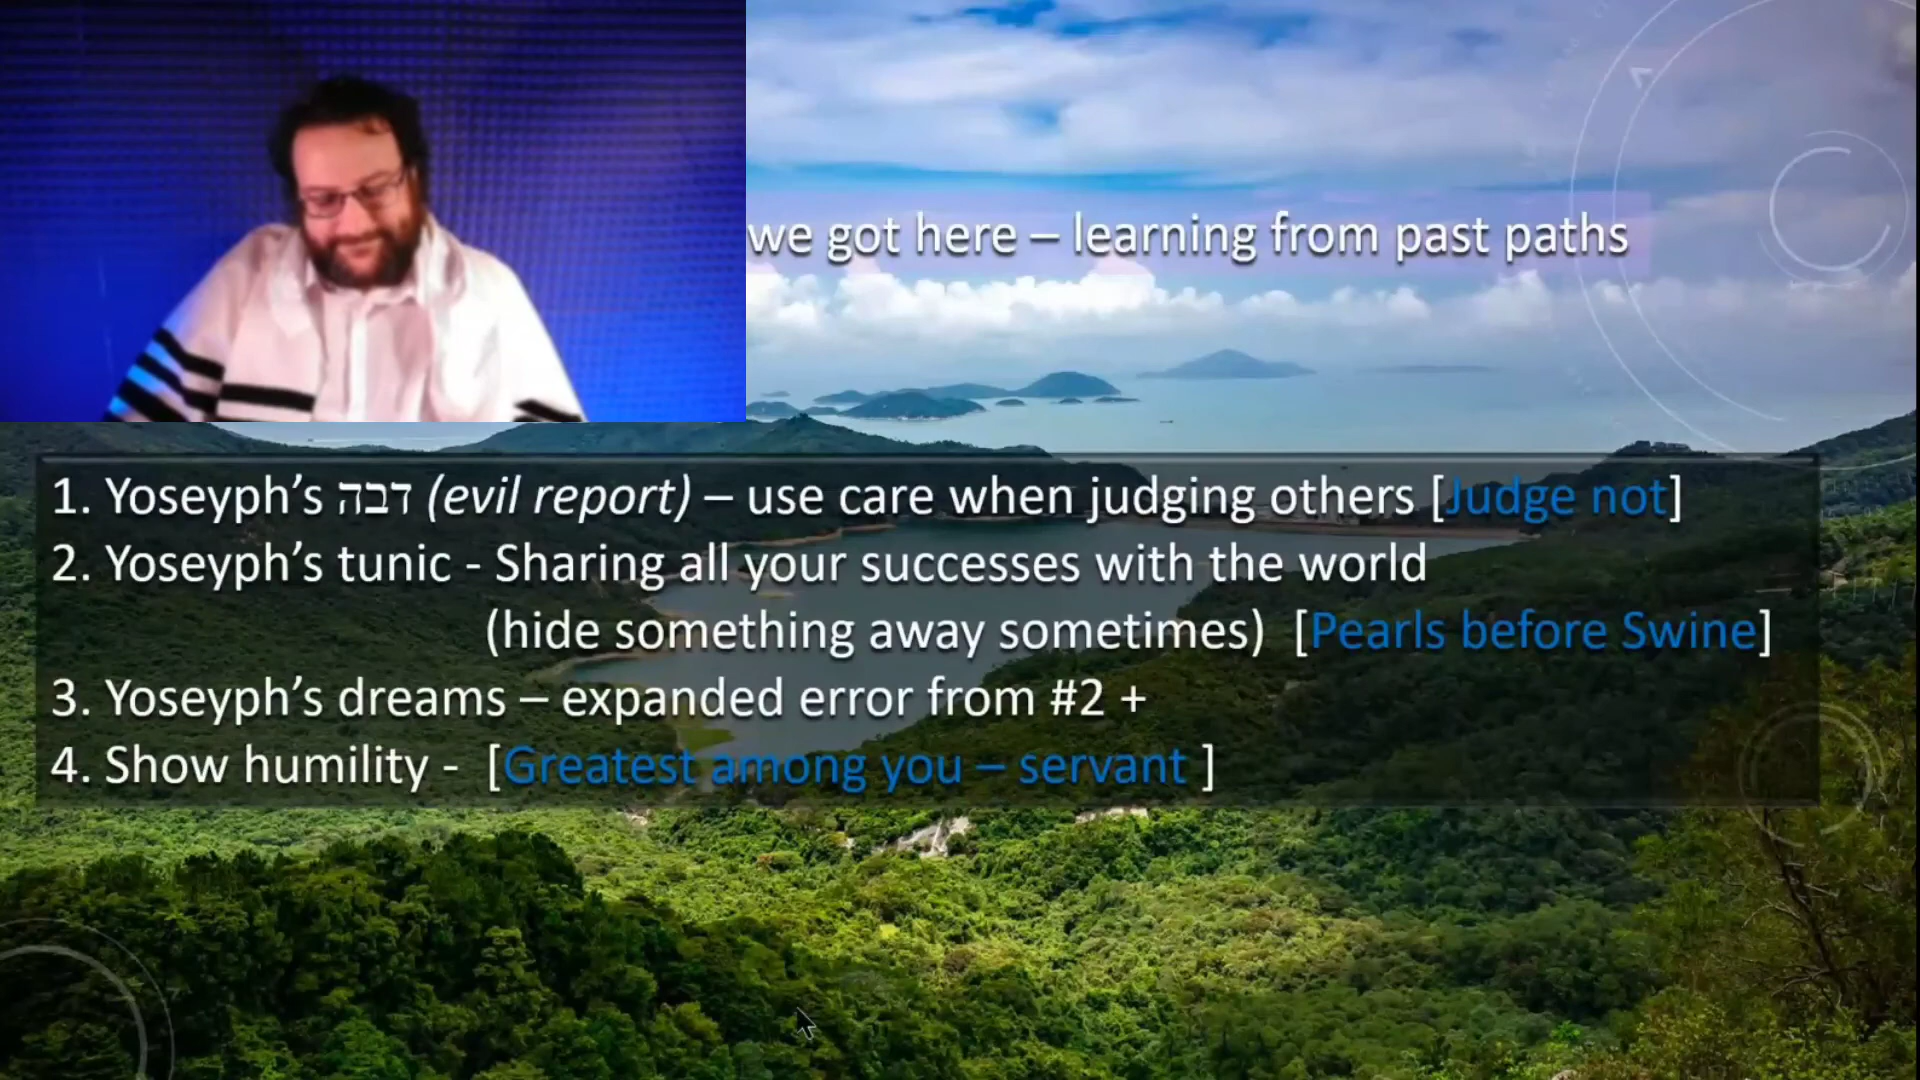 we got here – learning from past paths
1. Yoseyph’s דבה (evil report) – use care when judging others [Judge not]
2. Yoseyph’s tunic - Sharing all your successes with the world
(hide something away sometimes) [Pearls before Swine]
3. Yoseyph’s dreams – expanded error from #2 +
4. Show humility - [Greatest among you – servant ]